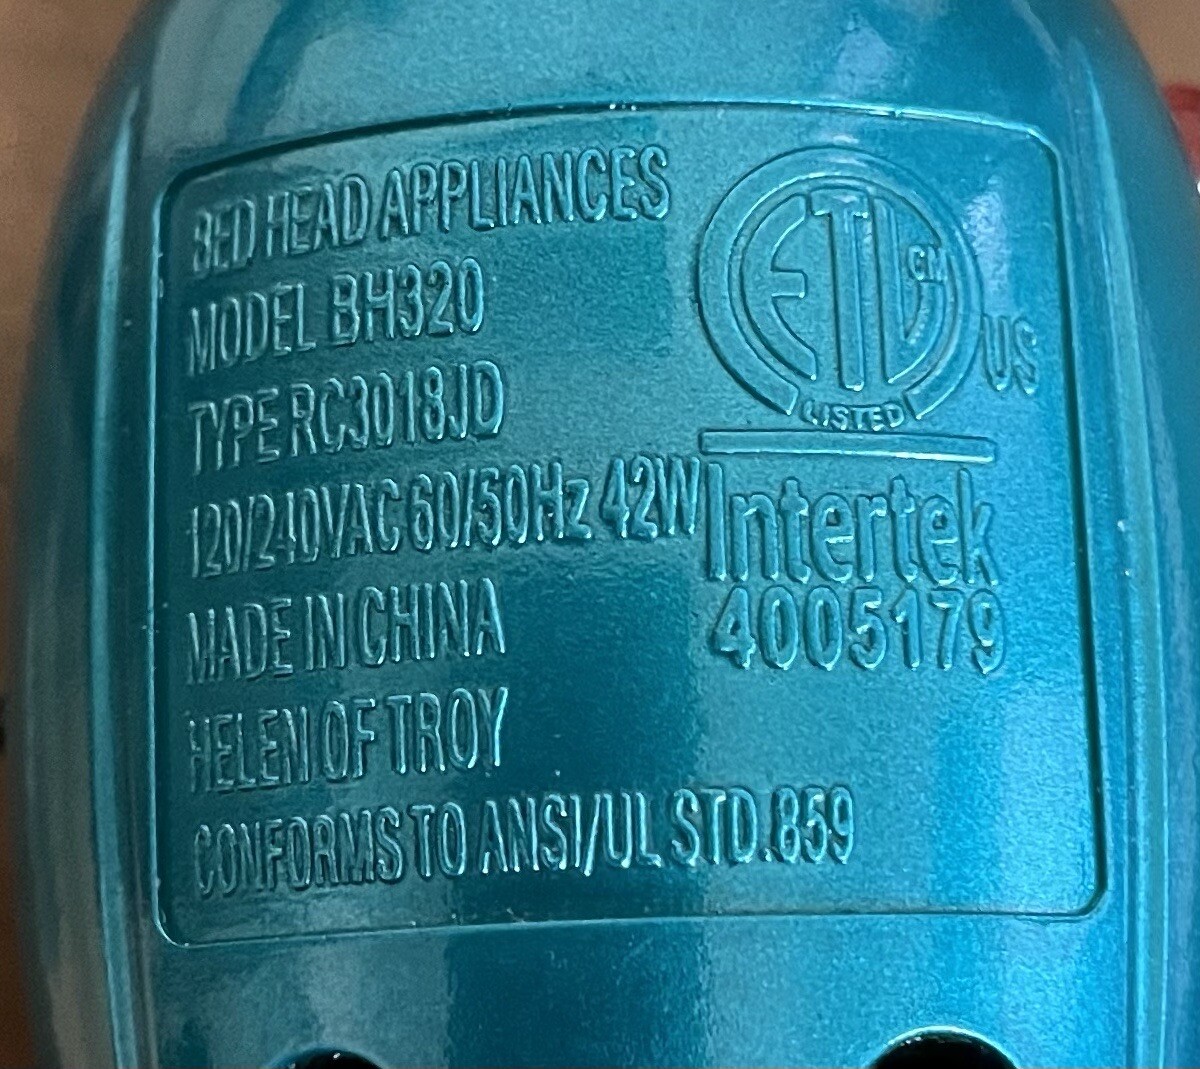 BED HEAD APPLIANCES
MODEL BH320
TYPE RC3018JD
120/240VAC 60/50Hz 42W
MADE IN CHINA
HELEN OF TROY
CONFORMS TO ANSI/UL STD.859
ETL CM
US
LISTED
Intertek
4005179